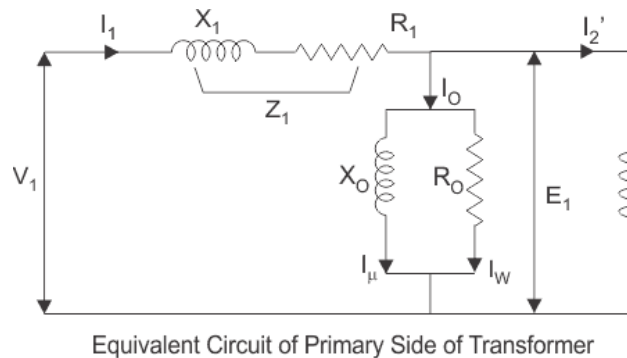 I1 X1 R1 I2'
Z1
IO
V1 XO RO E1
Iμ IW
Equivalent Circuit of Primary Side of Transformer